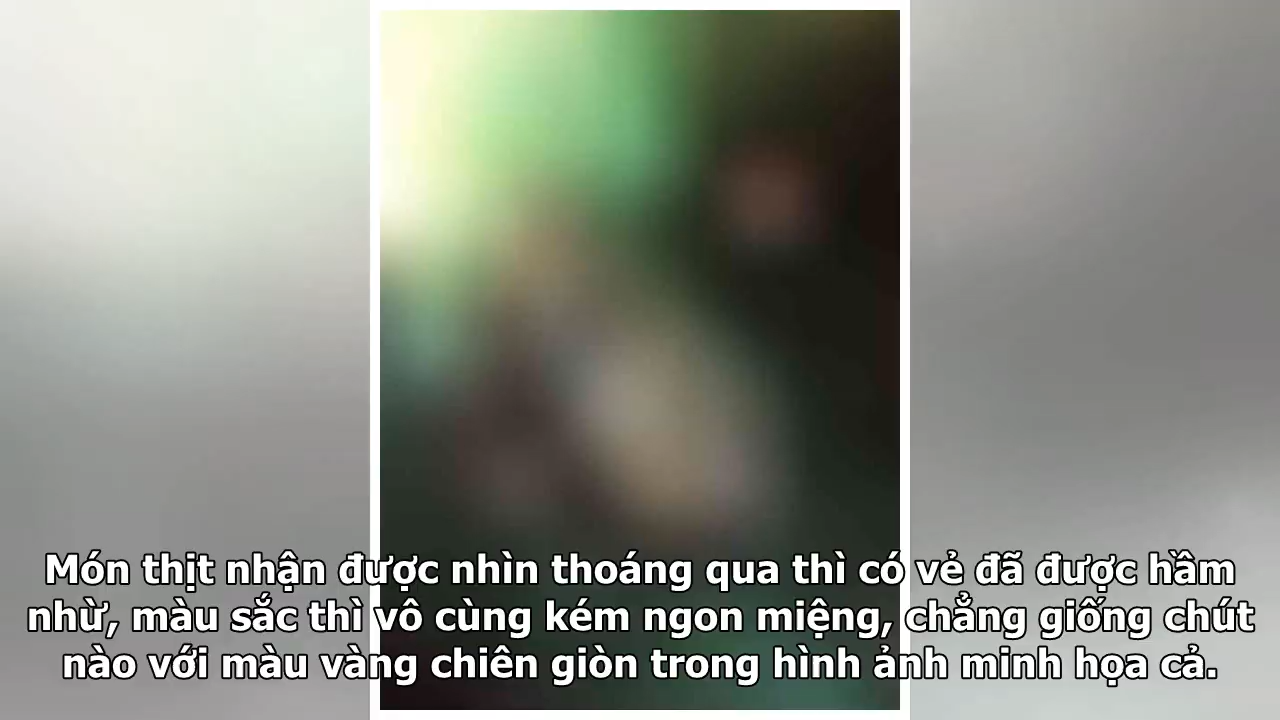 Món thịt nhận được nhìn thoáng qua thì có vẻ đã được hầm
nhừ, màu sắc thì vô cùng kém ngon miệng, chẳng giống chút
nào với màu vàng chiên giòn trong hình ảnh minh họa cả.